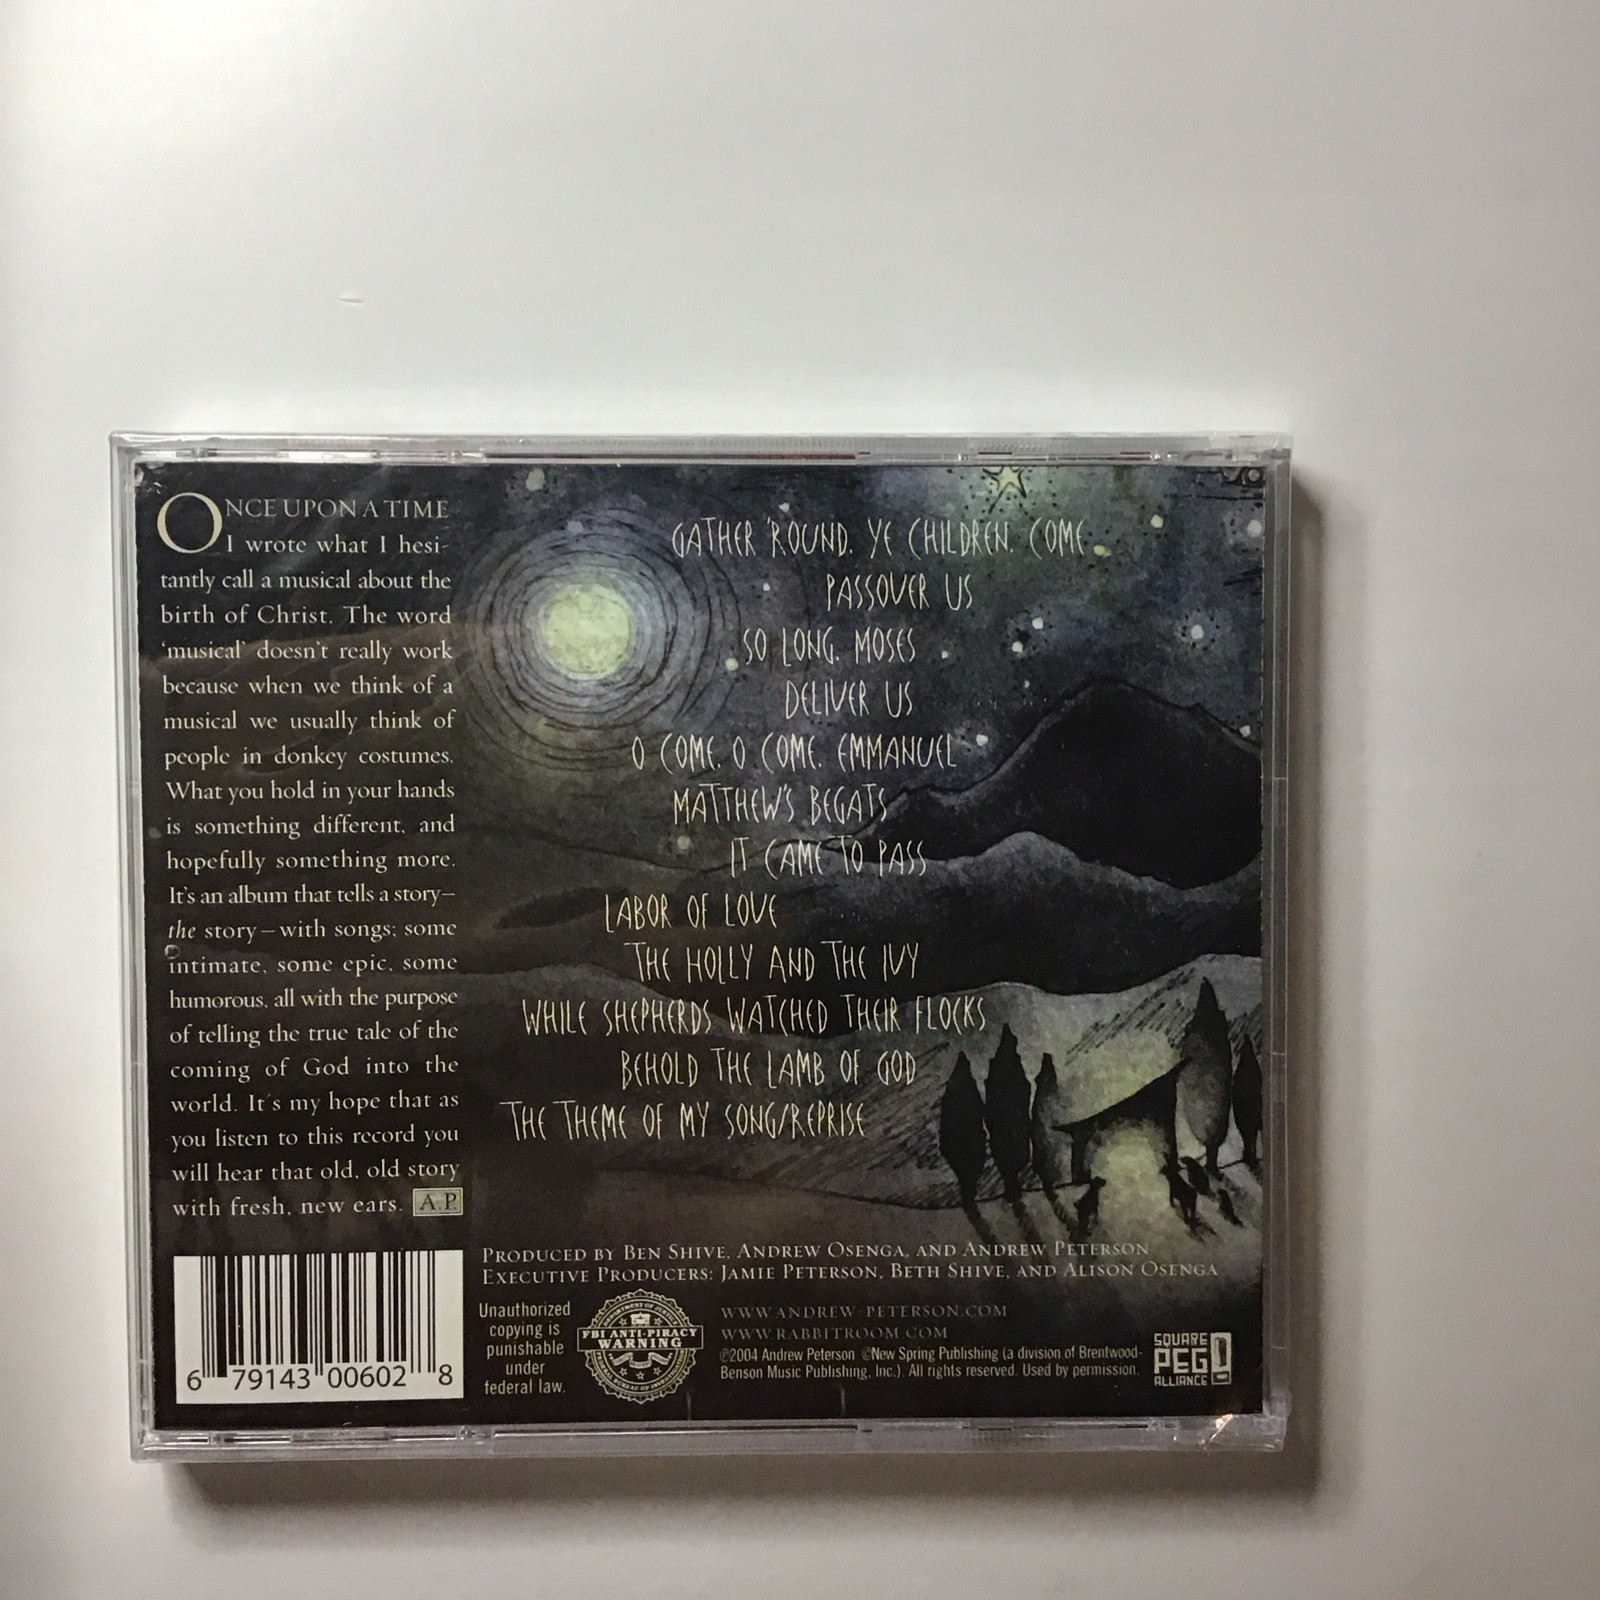 ONCE UPON A TIME
I wrote what I hesi-
tantly call a musical about the
birth of Christ. The word
'musical' doesn't really work
because when we think of a
musical we usually think of
people in donkey costumes.
What you hold in your hands
is something different, and
hopefully something more.
It's an album that tells a story–
the story – with songs; some
intimate, some epic, some
humorous, all with the purpose
of telling the true tale of the
coming of God into the
world. It's my hope that as
you listen to this record you
will hear that old, old story
with fresh, new ears. A.P.
GATHER 'ROUND, YE CHILDREN, COME
PASSOVER US
SO LONG, MOSES
DELIVER US
O COME, O COME, EMMANUEL
MATTHEW'S BEGATS
IT CAME TO PASS
LABOR OF LOVE
THE HOLLY AND THE IVY
WHILE SHEPHERDS WATCHED THEIR FLOCKS
BEHOLD THE LAMB OF GOD
THE THEME OF MY SONG/REPRISE
PRODUCED BY BEN SHIVE, ANDREW OSENGA, AND ANDREW PETERSON
EXECUTIVE PRODUCERS: JAMIE PETERSON, BETH SHIVE, AND ALISON OSENGA
6 79143 00602 8
Unauthorized
copying is
punishable
under
federal law.
DEPARTMENT OF JUSTICE
FBI ANTI-PIRACY
WARNING
FEDERAL BUREAU OF INVESTIGATION
WWW.ANDREW-PETERSON.COM
WWW.RABBITROOM.COM
℗2004 Andrew Peterson ©New Spring Publishing (a division of Brentwood-
Benson Music Publishing, Inc.). All rights reserved. Used by permission.
SQUARE
PEG
ALLIANCE